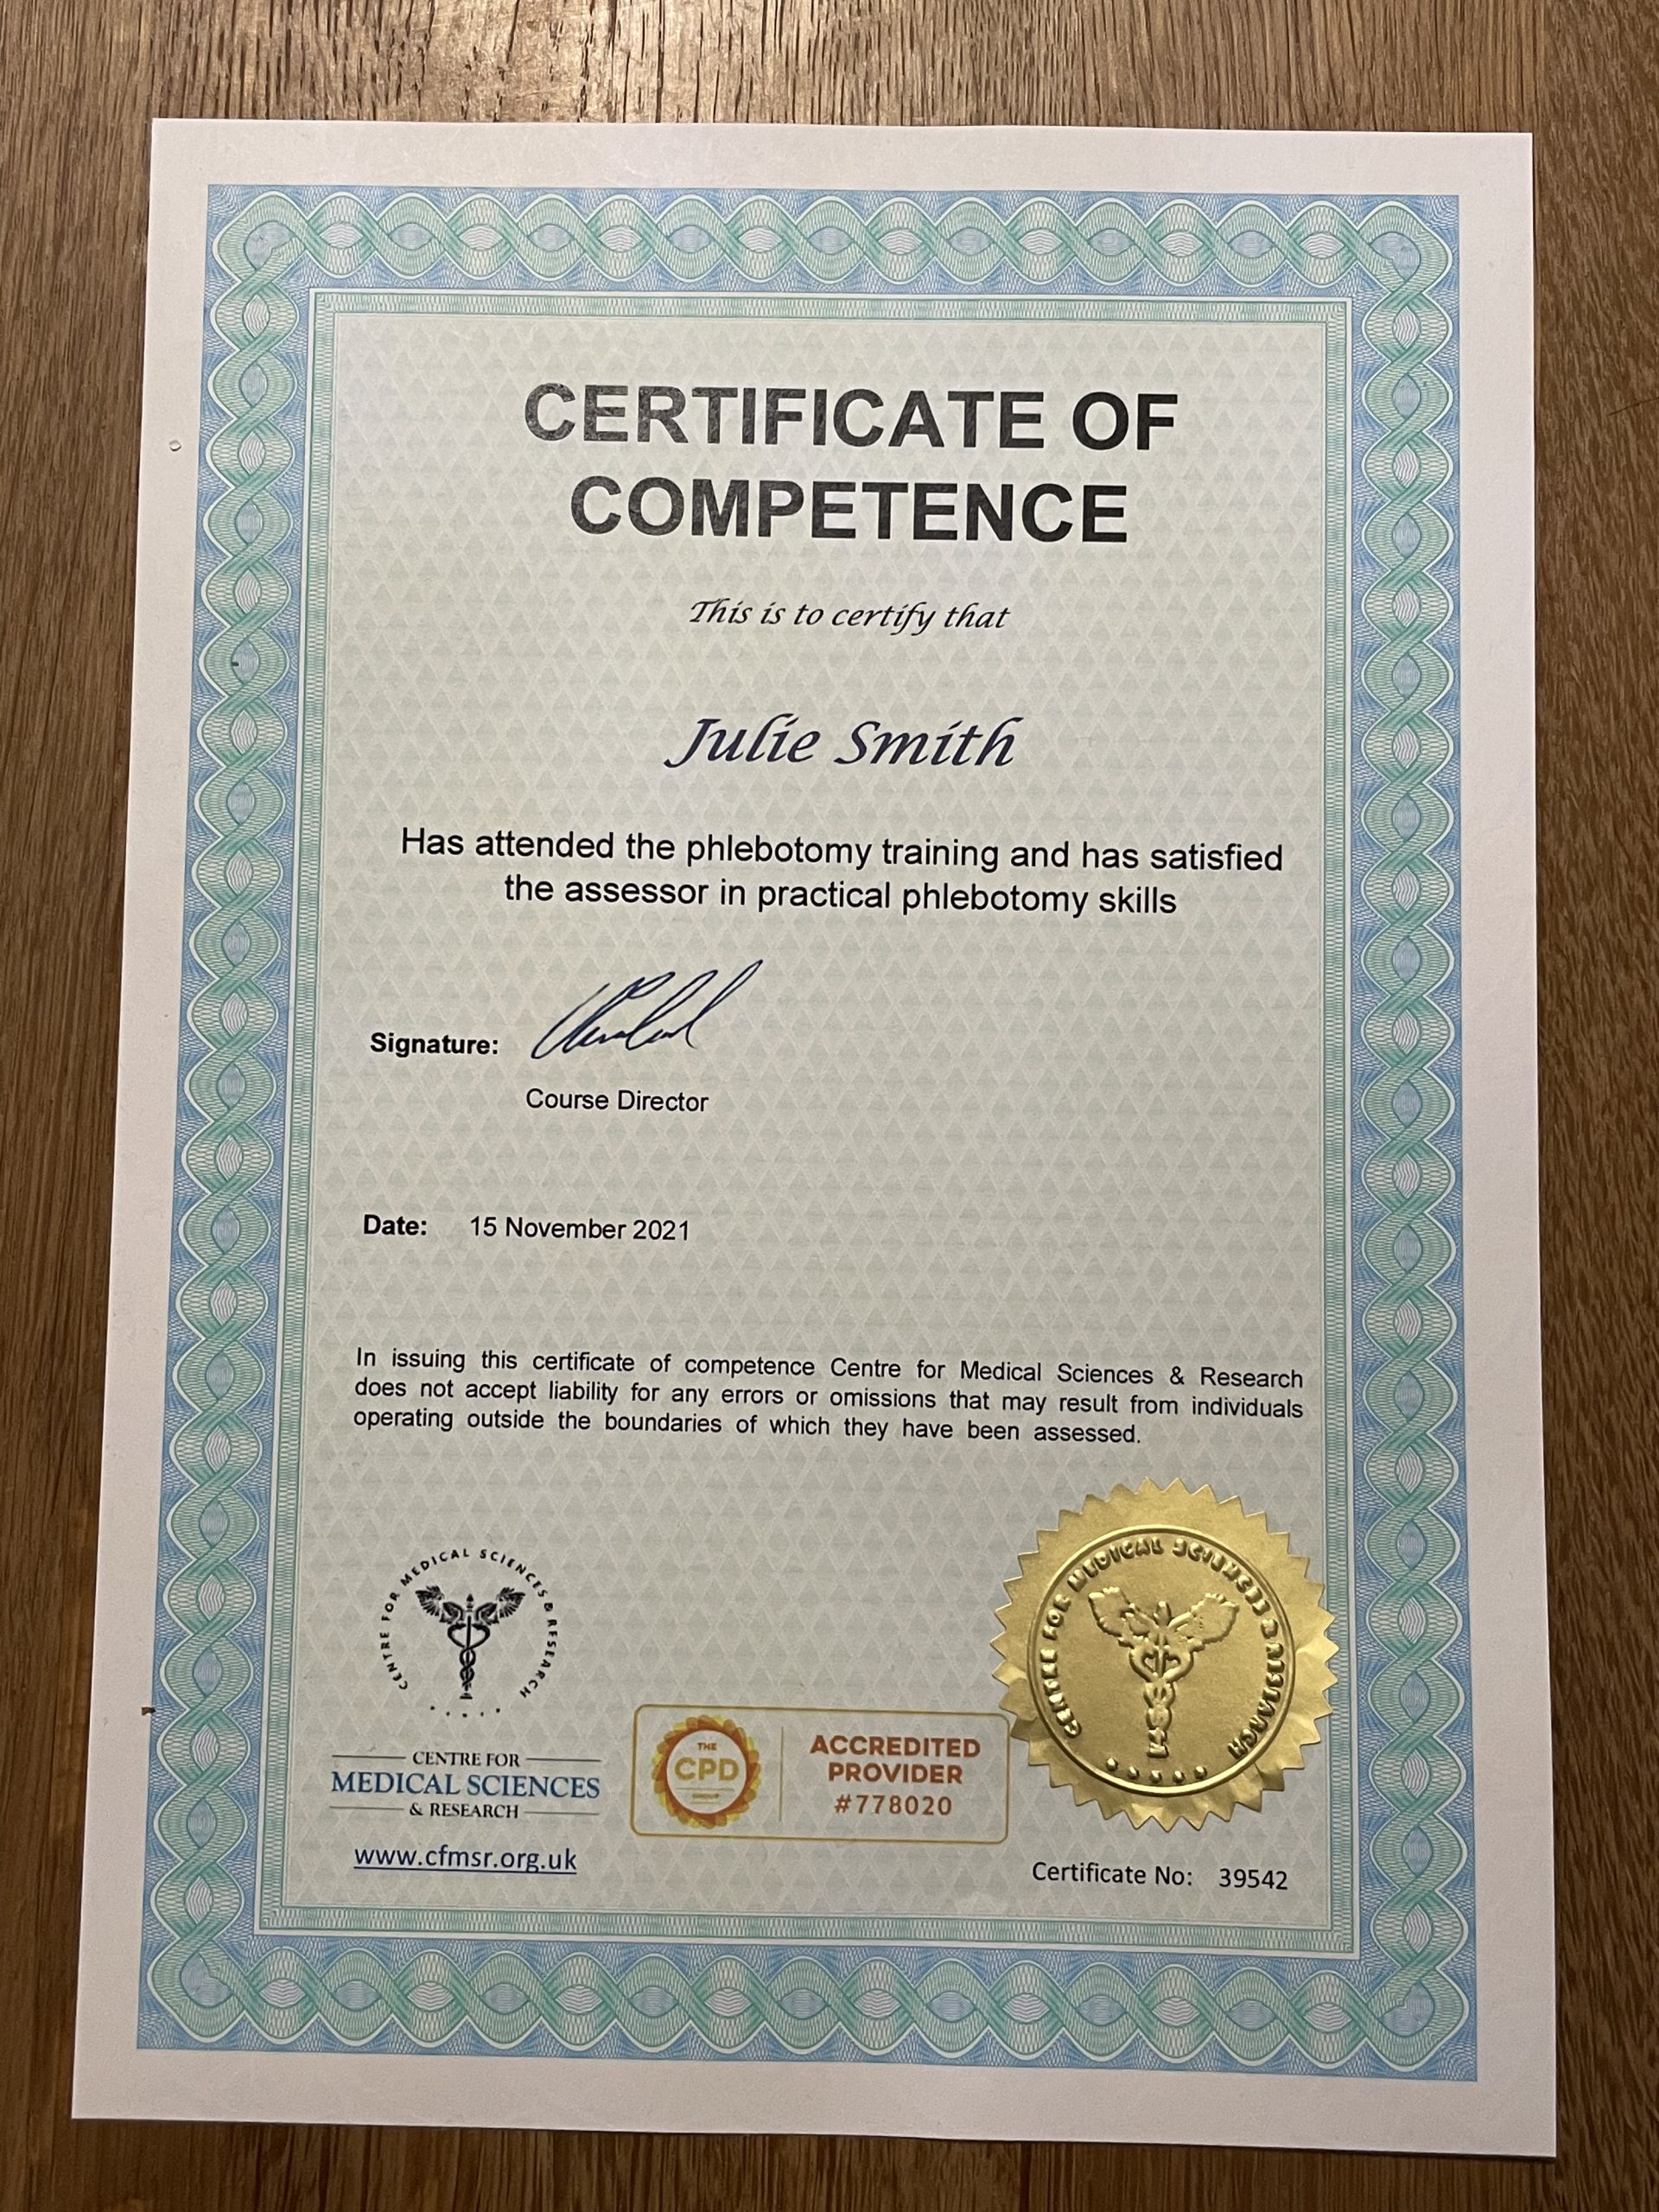 CERTIFICATE OF
COMPETENCE
This is to certify that
Julie Smith
Has attended the phlebotomy training and has satisfied
the assessor in practical phlebotomy skills
Signature:
Course Director
Date: 15 November 2021
In issuing this certificate of competence Centre for Medical Sciences & Research
does not accept liability for any errors or omissions that may result from individuals
operating outside the boundaries of which they have been assessed.
CENTRE FOR MEDICAL SCIENCES & RESEARCH
CENTRE FOR
MEDICAL SCIENCES
& RESEARCH
www.cfmsr.org.uk
THE
CPD
GROUP
ACCREDITED
PROVIDER
#778020
CENTRE FOR MEDICAL SCIENCES & RESEARCH
Certificate No: 39542